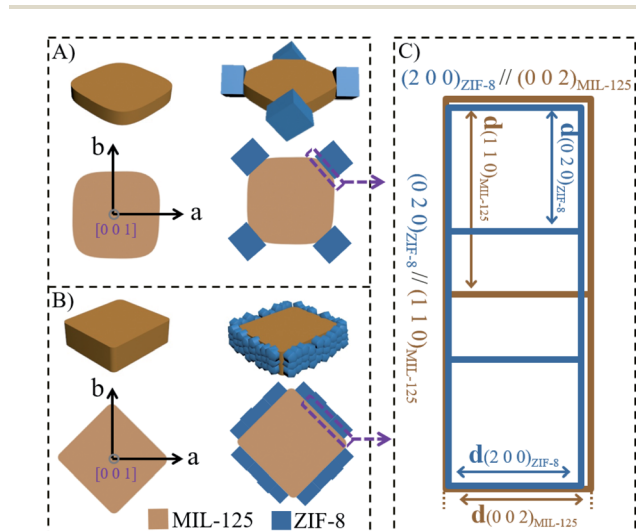 A)
b
a
[0 0 1]
B)
b
a
[0 0 1]
MIL-125 ZIF-8
C)
(2 0 0)ZIF-8 // (0 0 2)MIL-125
(0 2 0)ZIF-8 // (1 1 0)MIL-125
d(1 1 0)MIL-125
d(0 2 0)ZIF-8
d(2 0 0)ZIF-8
d(0 0 2)MIL-125